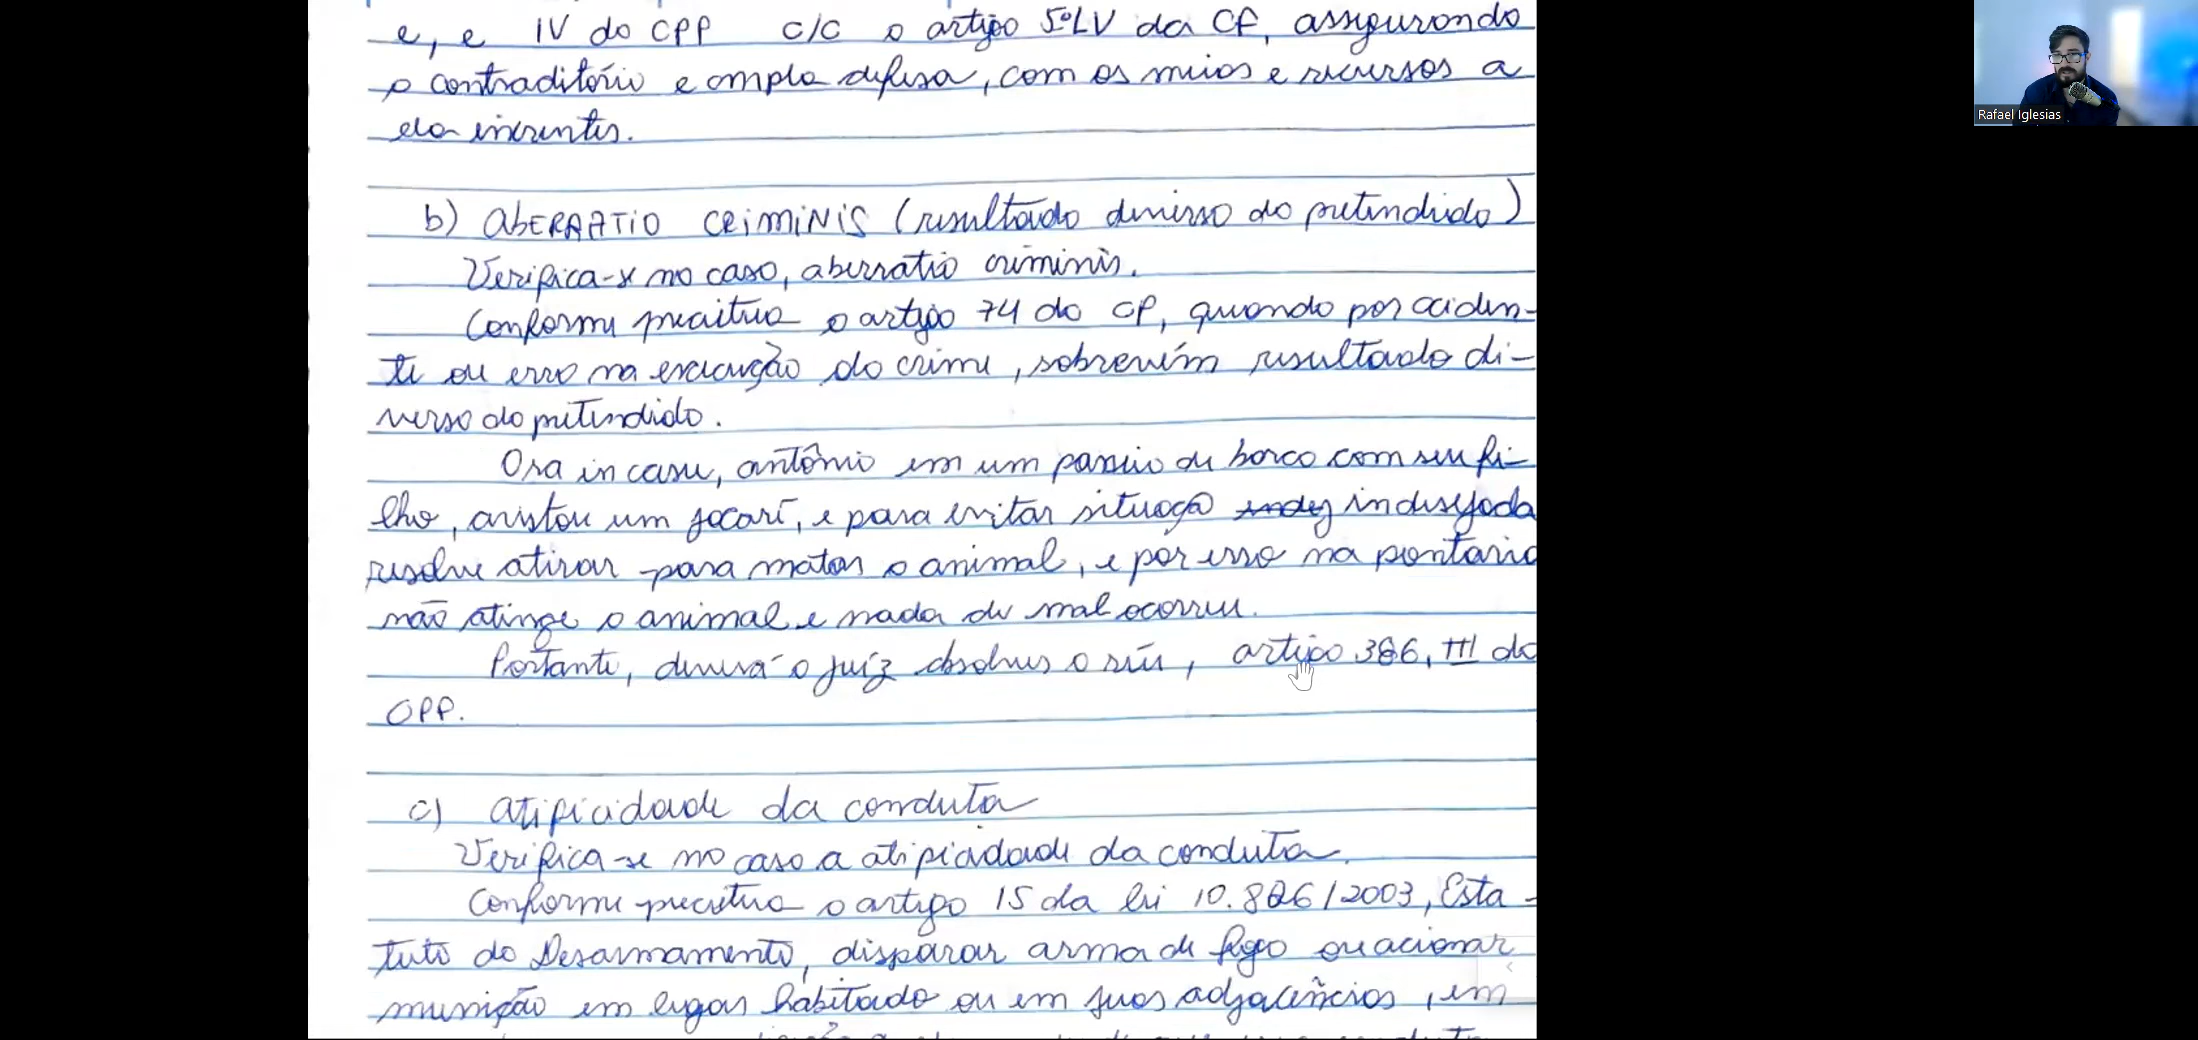 e, e IV do CPP c/c o artigo 5º LV da CF, assegurando
o contraditório e ampla defesa, com os meios e recursos a
ela inerentes.
b) ABERRATIO CRIMINIS (resultado diverso do pretendido)
Verifica-se no caso, aberratio criminis.
Conforme preceitua o artigo 74 do CP, quando por aciden-
te ou erro na execução do crime, sobrevém resultado di-
verso do pretendido.
Ora in casu, antônio em um passeio de barco com seu fi-
lho, avistou um jacaré, e para evitar situação indesejada
resolve atirar para matar o animal, e por erro na pontaria
não atinge o animal e nada de mal ocorreu.
Portanto, deverá o juiz absolver o réu, artigo 386, III do
CPP.
c) atipicidade da conduta
Verifica-se no caso a atipicidade da conduta.
Conforme preceitua o artigo 15 da lei 10.826/2003, Esta-
tuto do Desarmamento, disparar arma de fogo ou acionar
munição em lugar habitado ou em suas adjacências, em
Rafael Iglesias